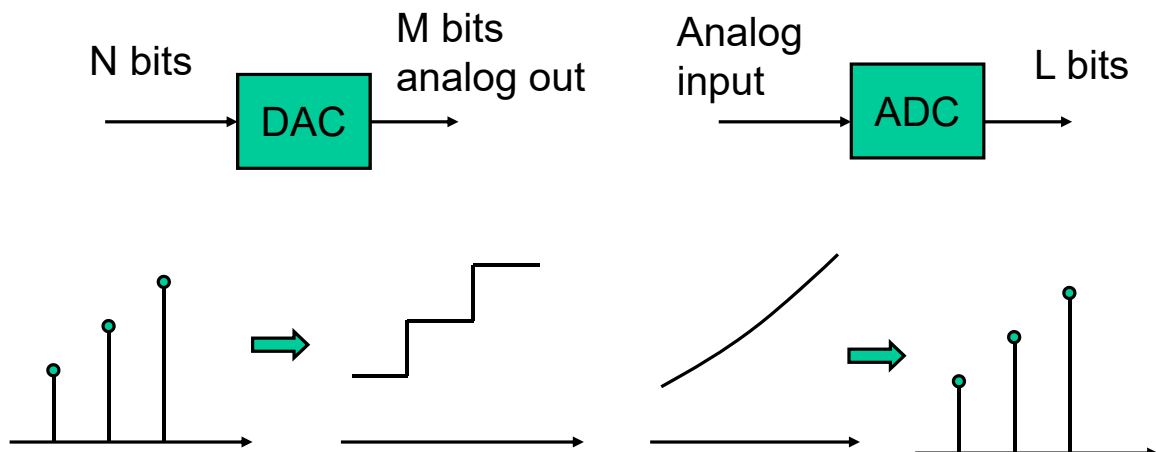 N bits
DAC
M bits
analog out
Analog
input
ADC
L bits